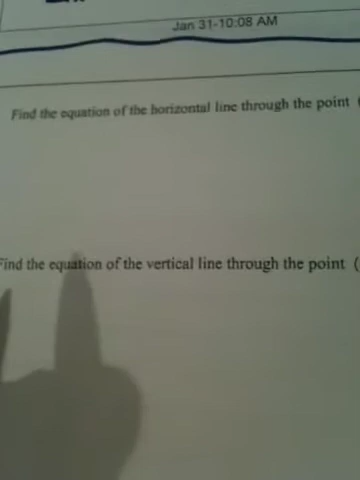 Jan 31-10:08 AM
Find the equation of the horizontal line through the point (
Find the equation of the vertical line through the point (